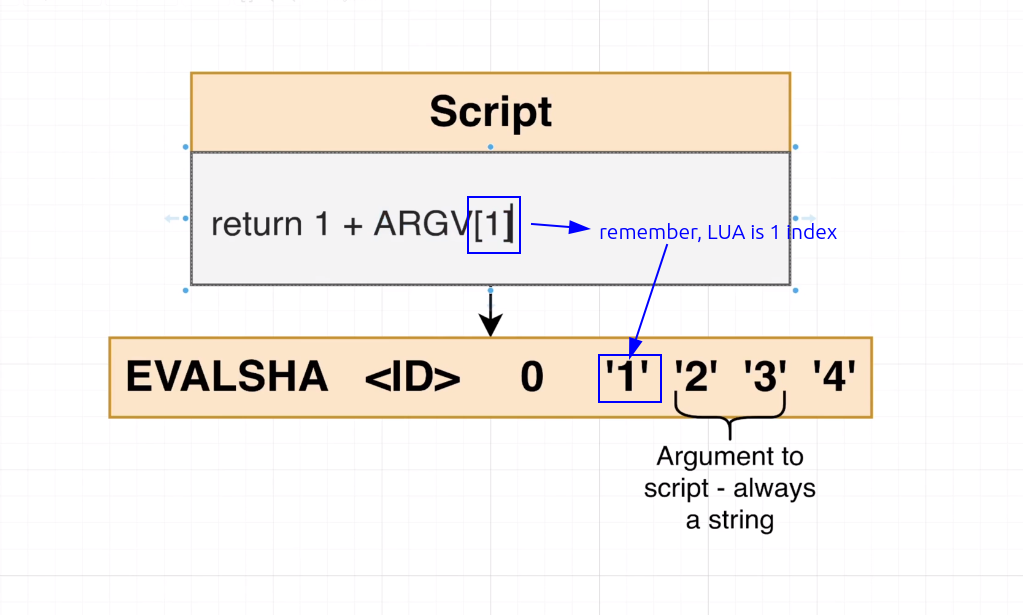 Script
return 1 + ARGV[1]
remember, LUA is 1 index
EVALSHA <ID> 0 '1' '2' '3' '4'
Argument to
script - always
a string